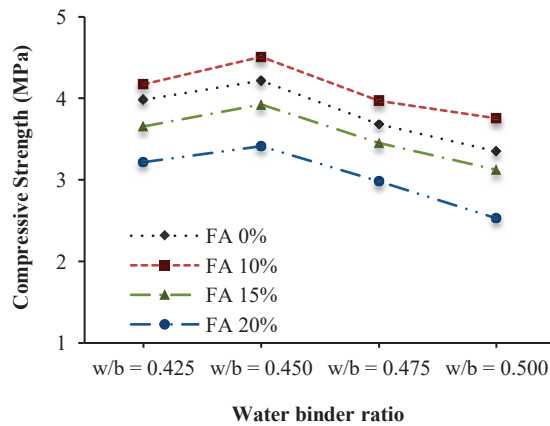 Compressive Strength (MPa)
5
4
3
2
1
FA 0%
FA 10%
FA 15%
FA 20%
w/b = 0.425 w/b = 0.450 w/b = 0.475 w/b = 0.500
Water binder ratio